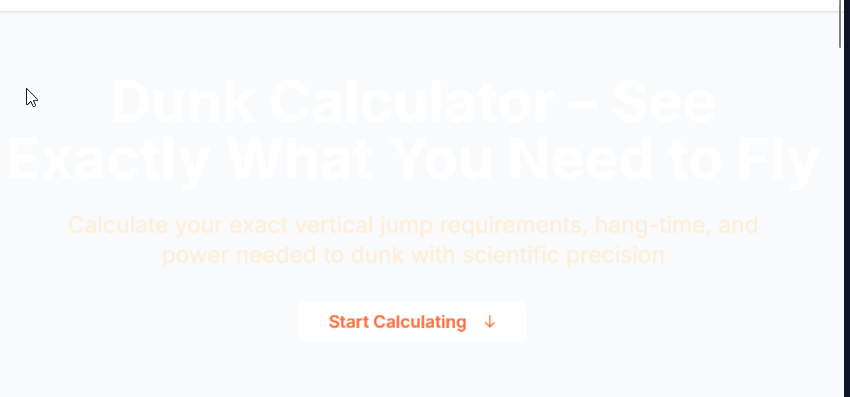 Dunk Calculator – See
Exactly What You Need to Fly
Calculate your exact vertical jump requirements, hang-time, and
power needed to dunk with scientific precision
Start Calculating ↓